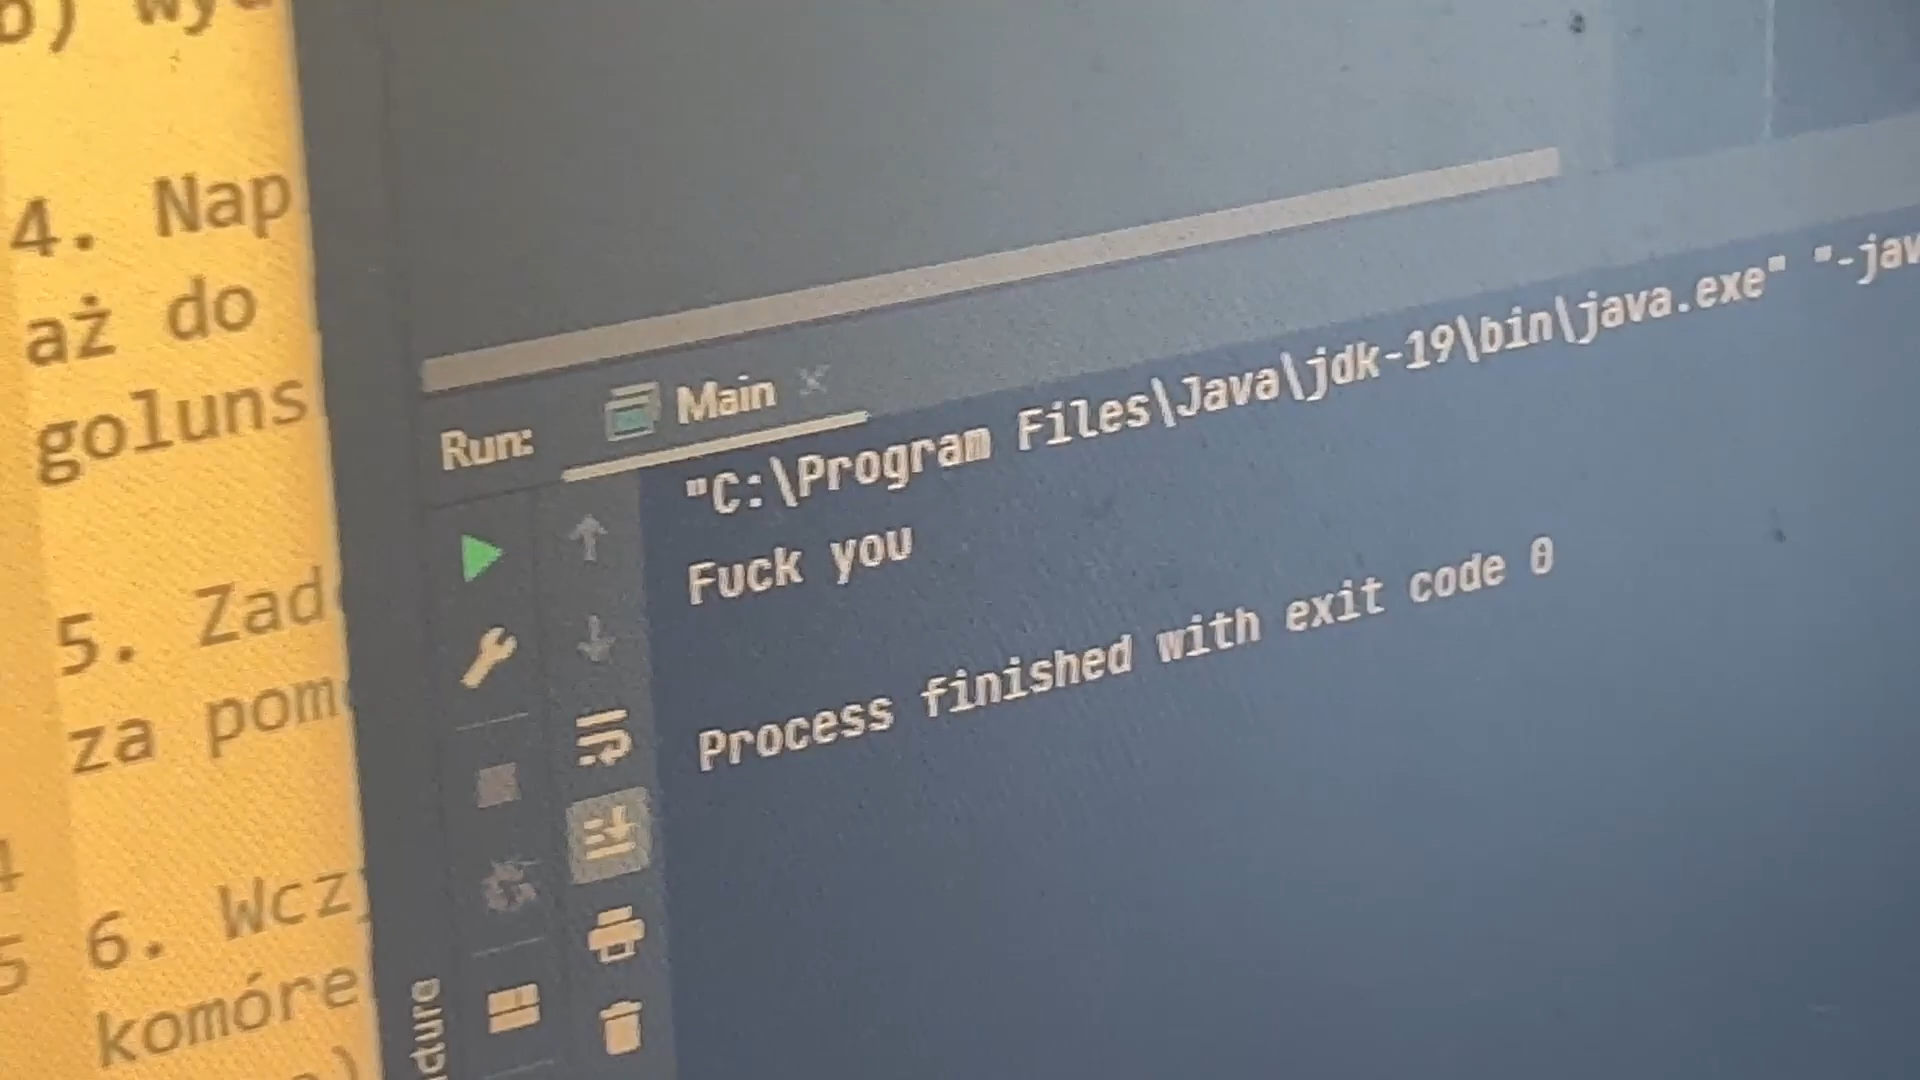 4. Nap
aż do
goluns
5. Zad
za pom
6. Wcz
komóre
Run: Main
"C:\Program Files\Java\jdk-19\bin\java.exe" "-jav
Fuck you
Process finished with exit code 0